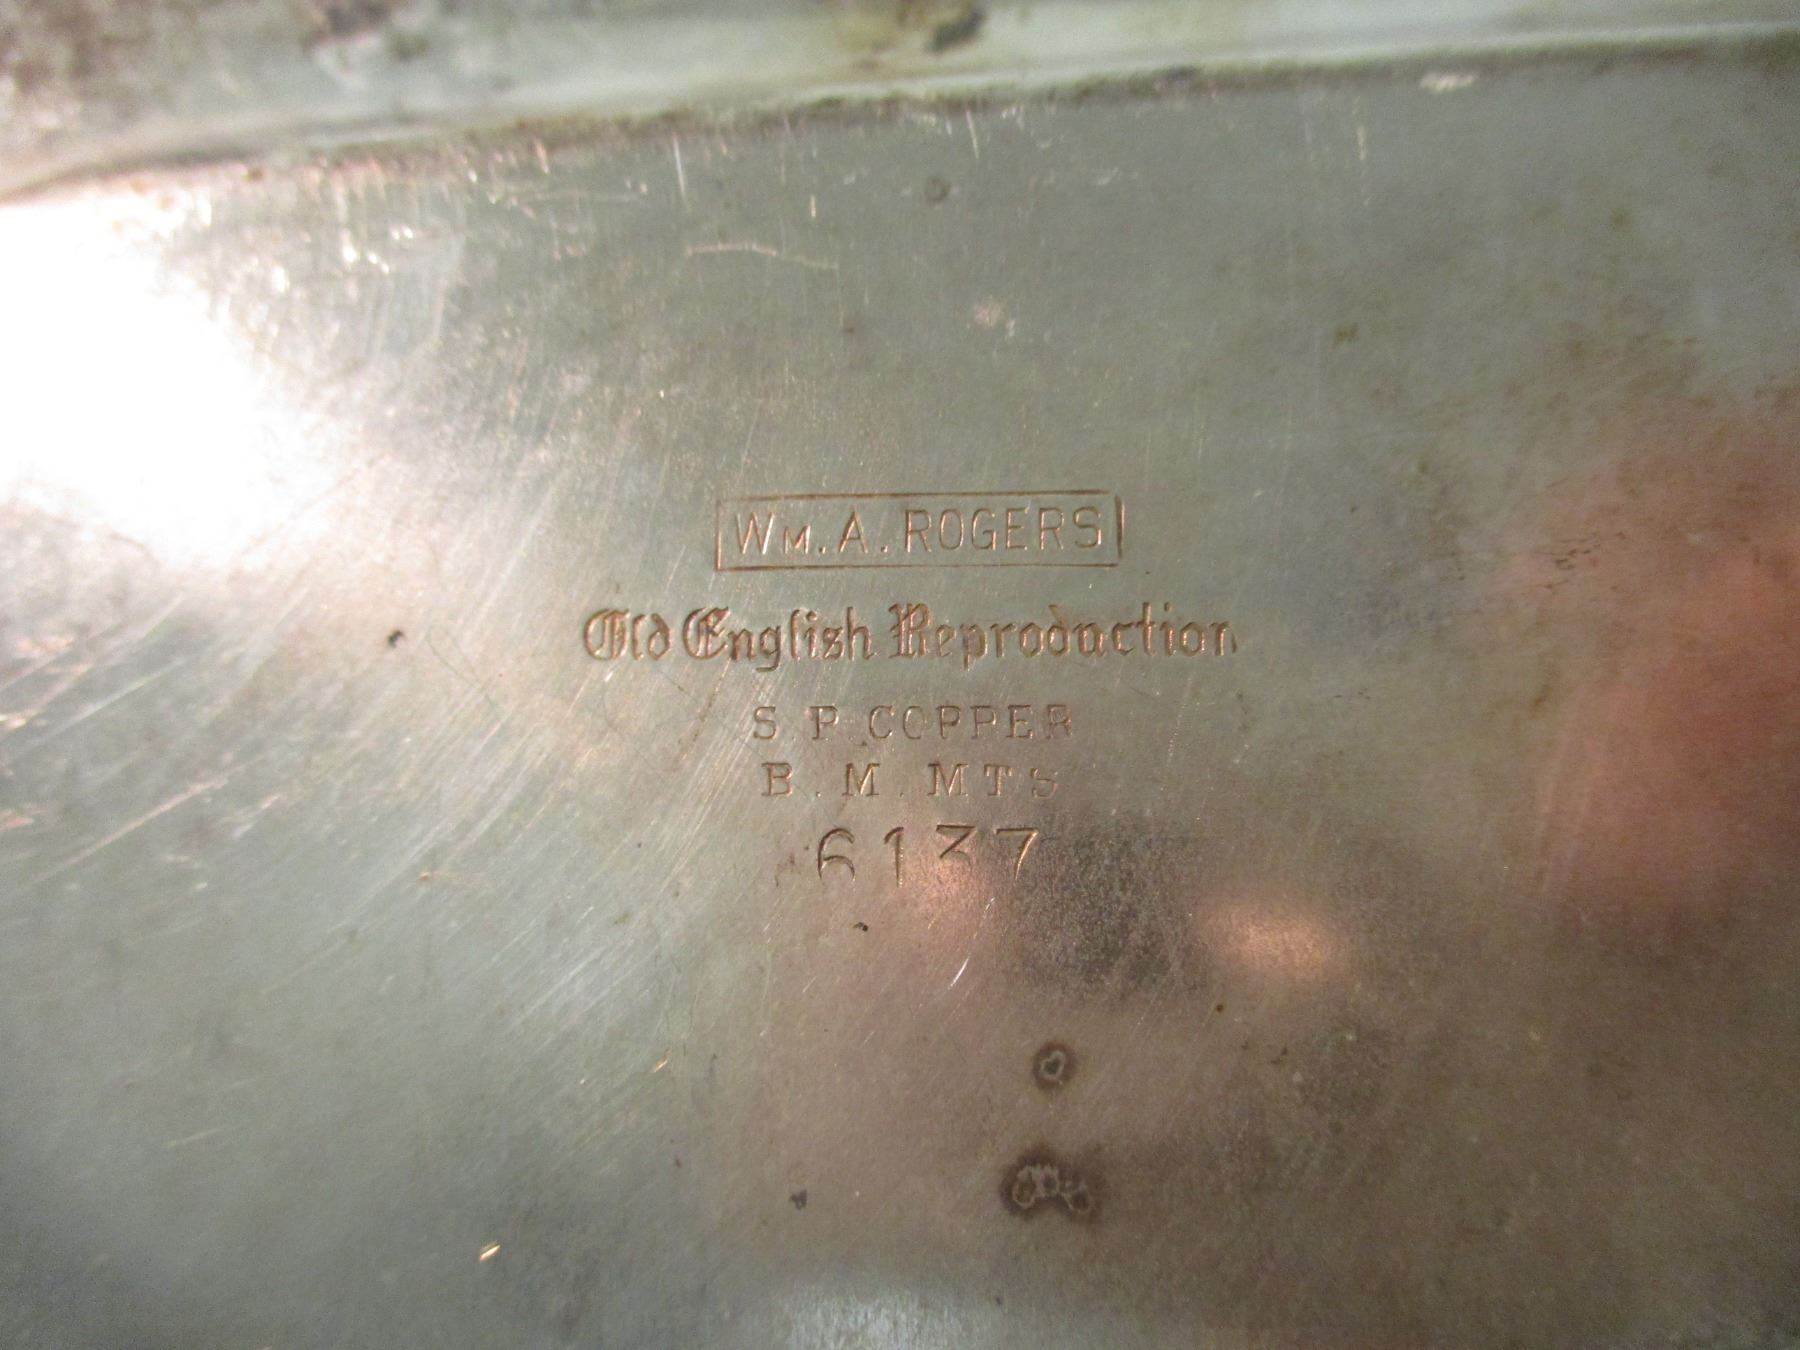 WM. A. ROGERS
Old English Reproduction
S. P. COPPER
B. M. MTS
6137